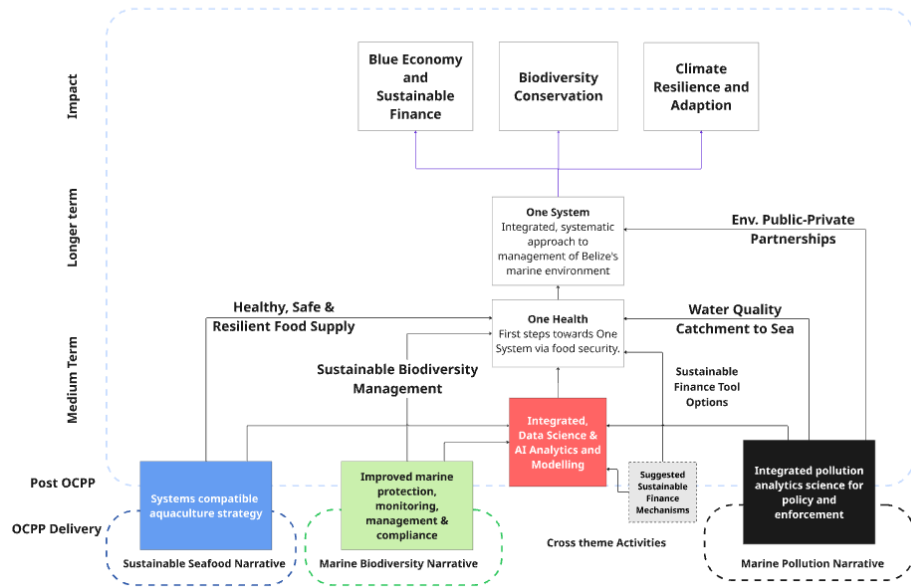 Impact
Blue Economy
and
Sustainable
Finance
Biodiversity
Conservation
Climate
Resilience and
Adaption
Longer term
One System
Integrated, systematic
approach to
management of Belize's
marine environment
Env. Public-Private
Partnerships
Medium Term
Healthy, Safe &
Resilient Food Supply
One Health
First steps towards One
System via food security.
Water Quality
Catchment to Sea
Sustainable Biodiversity
Management
Sustainable
Finance Tool
Options
Integrated,
Data Science &
AI Analytics and
Modelling
Post OCPP
OCPP Delivery
Systems compatible
aquaculture strategy
Improved marine
protection,
monitoring,
management &
compliance
Suggested
Sustainable
Finance
Mechanisms
Integrated pollution
analytics science for
policy and
enforcement
Cross theme Activities
Sustainable Seafood Narrative
Marine Biodiversity Narrative
Marine Pollution Narrative